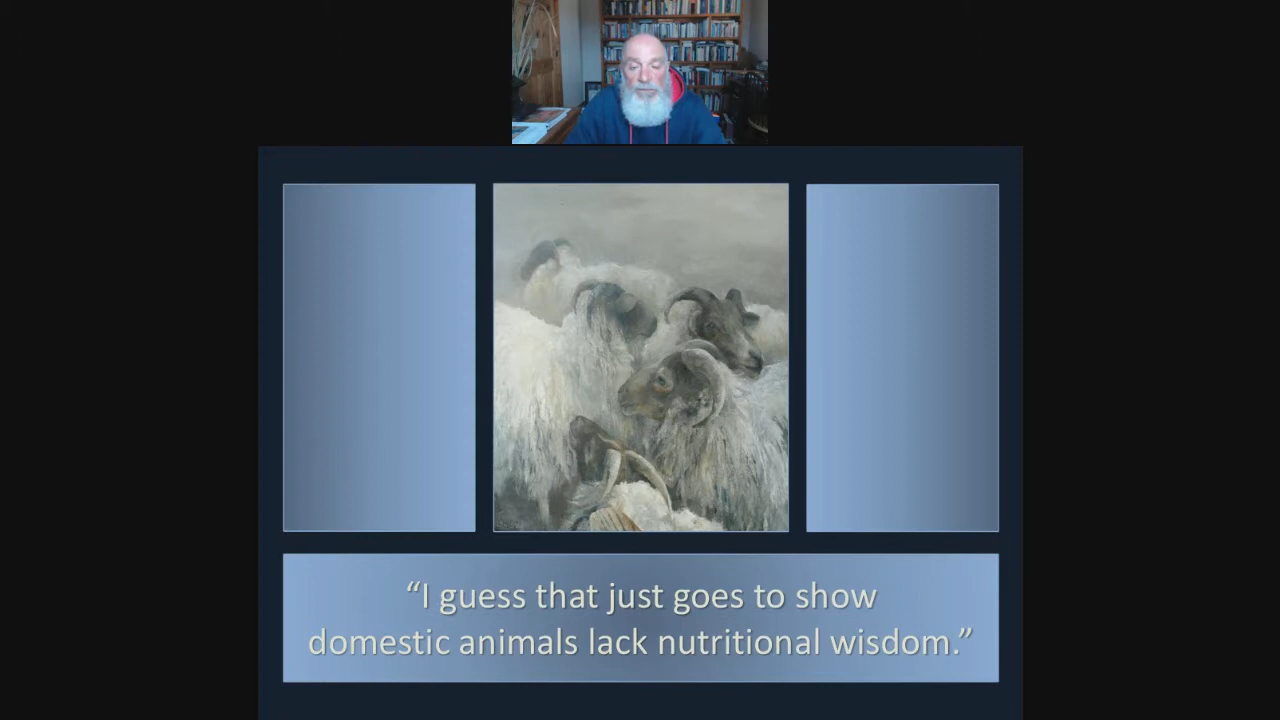 “I guess that just goes to show
domestic animals lack nutritional wisdom.”